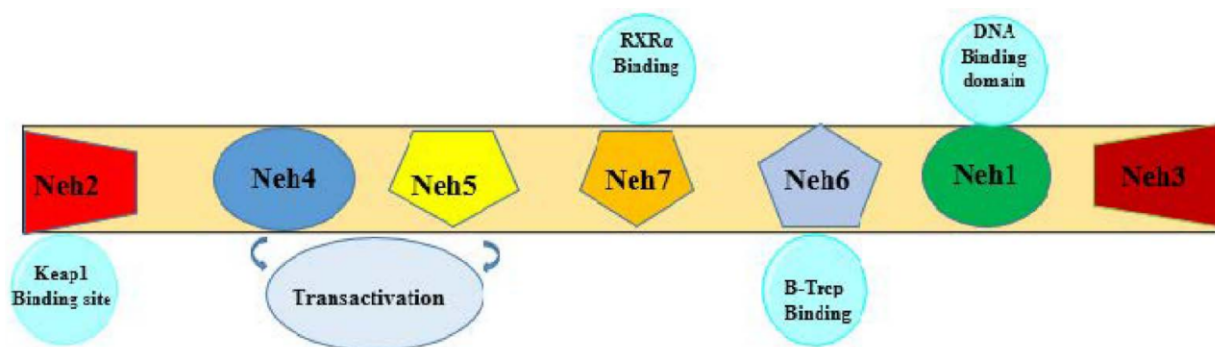 RXRα
Binding
DNA
Binding
domain
Neh2
Neh4
Neh5
Neh7
Neh6
Neh1
Neh3
Keap1
Binding site
Transactivation
B-Trcp
Binding